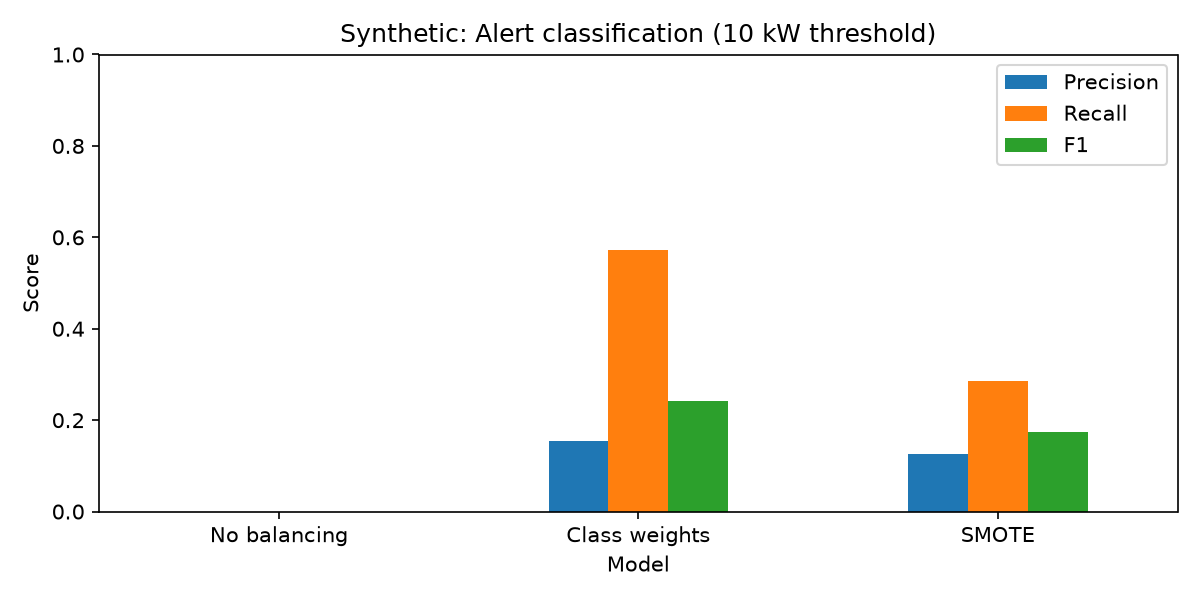 Synthetic: Alert classification (10 kW threshold)
1.0
0.8
0.6
0.4
0.2
0.0
Score
Precision
Recall
F1
No balancing
Class weights
SMOTE
Model